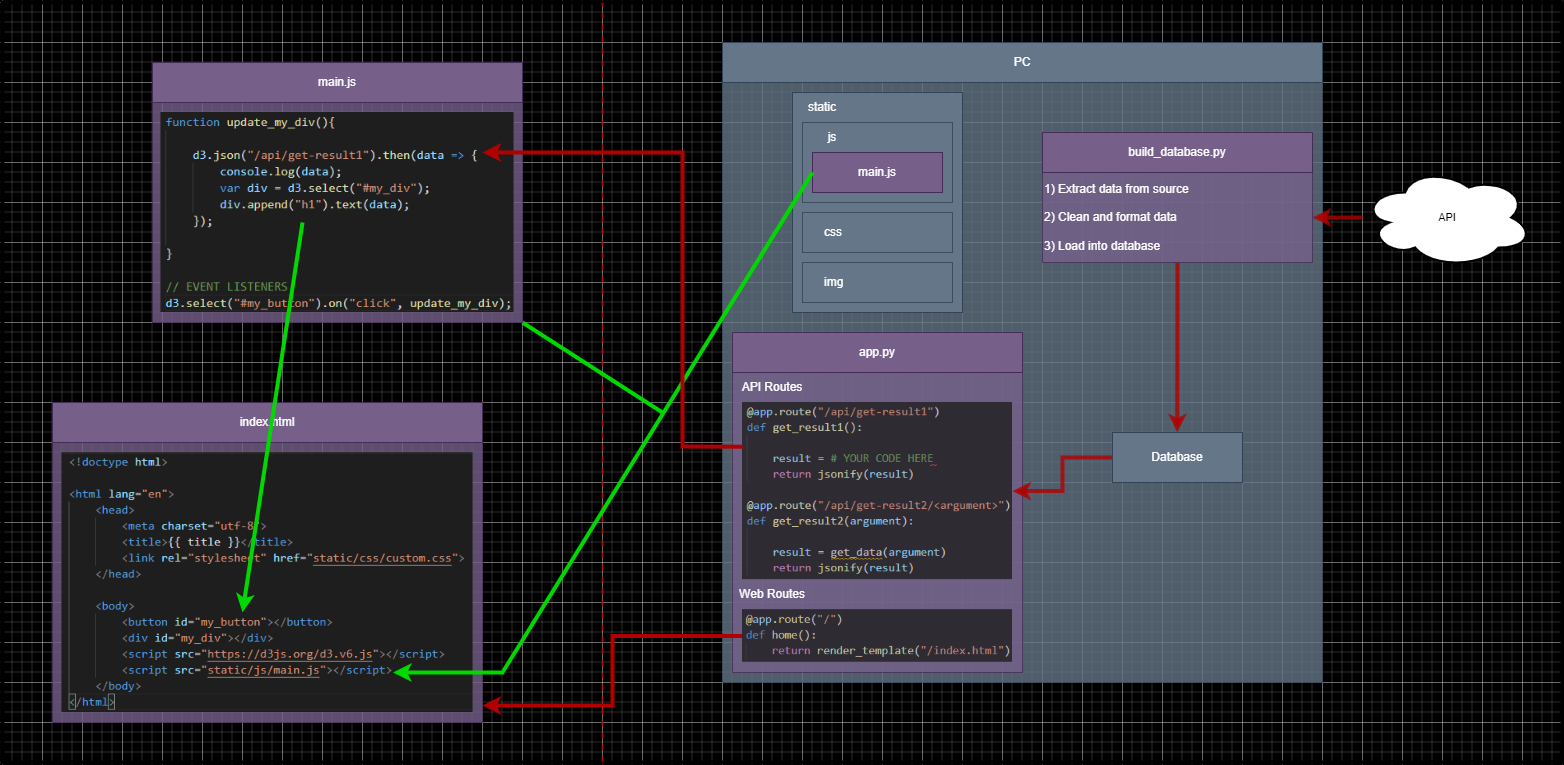 main.js
function update_my_div(){
d3.json("/api/get-result1").then(data => {
console.log(data);
var div = d3.select("#my_div");
div.append("h1").text(data);
});
}
// EVENT LISTENERS
d3.select("#my_button").on("click", update_my_div);
index.html
<!doctype html>
<html lang="en">
<head>
<meta charset="utf-8">
<title>{{ title }}</title>
<link rel="stylesheet" href="static/css/custom.css">
</head>
<body>
<button id="my_button"></button>
<div id="my_div"></div>
<script src="https://d3js.org/d3.v6.js"></script>
<script src="static/js/main.js"></script>
</body>
</html>
PC
static
js
main.js
css
img
build_database.py
1) Extract data from source
2) Clean and format data
3) Load into database
API
app.py
API Routes
@app.route("/api/get-result1")
def get_result1():
result = # YOUR CODE HERE
return jsonify(result)
@app.route("/api/get-result2/<argument>")
def get_result2(argument):
result = get_data(argument)
return jsonify(result)
Web Routes
@app.route("/")
def home():
return render_template("/index.html")
Database